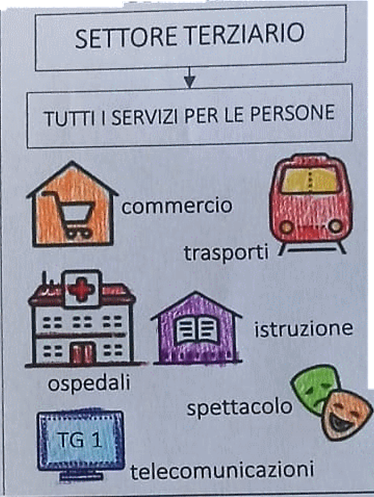 SETTORE TERZIARIO
TUTTI I SERVIZI PER LE PERSONE
commercio
trasporti
ospedali
istruzione
spettacolo
TG 1
telecomunicazioni